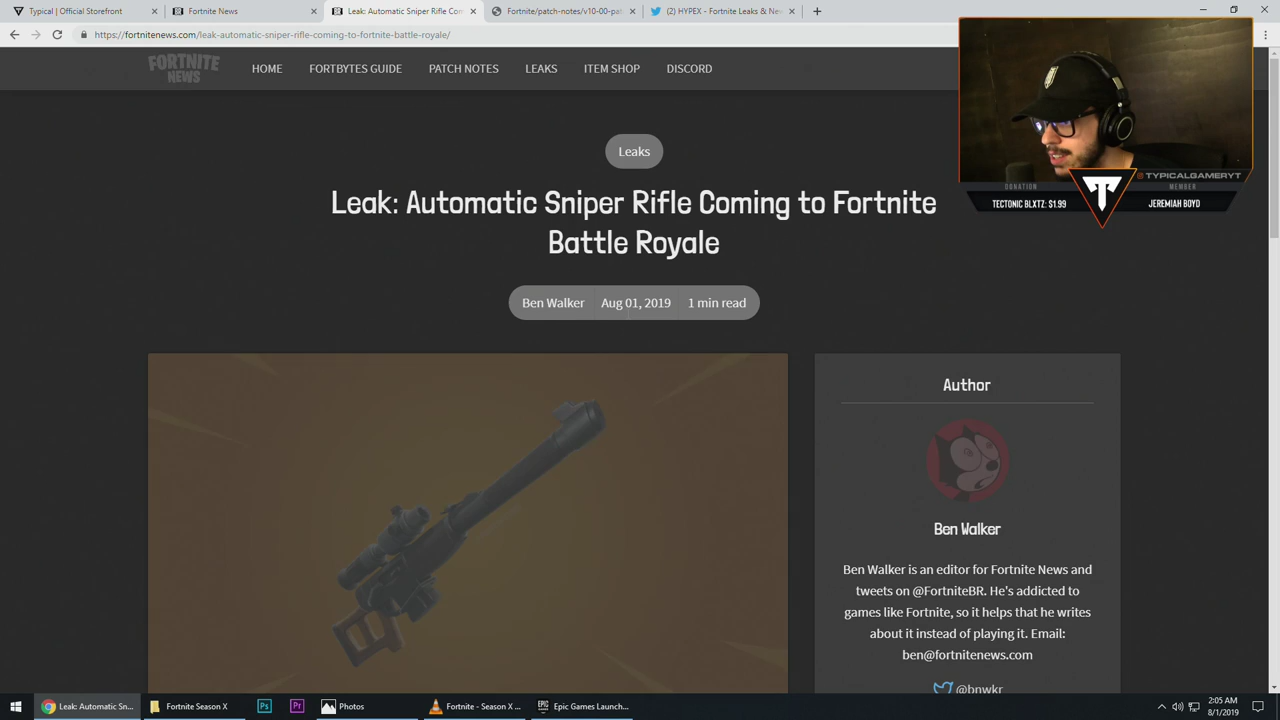 Typical | Official Storefront
Fortnite News
Leak: Automatic Sniper Rifle Con
Fortnite/patch-notes/v10-00-pa
(2) HYPEX - Fortnite Leaks & Ne
https://fortnitenews.com/leak-automatic-sniper-rifle-coming-to-fortnite-battle-royale/
FORTNITE
NEWS
HOME
FORTBYTES GUIDE
PATCH NOTES
LEAKS
ITEM SHOP
DISCORD
TYPICALGAMERYT
DONATION
MEMBER
TECTONIC BLXTZ: $1.99
JEREMIAH BOYD
Leaks
Leak: Automatic Sniper Rifle Coming to Fortnite
Battle Royale
Ben Walker
Aug 01, 2019
1 min read
Author
Ben Walker
Ben Walker is an editor for Fortnite News and
tweets on @FortniteBR. He's addicted to
games like Fortnite, so it helps that he writes
about it instead of playing it. Email:
ben@fortnitenews.com
@bnwkr
Leak: Automatic Sn...
Fortnite Season X
Ps
Pr
Photos
Fortnite - Season X ...
EPIC
Epic Games Launch...
2:05 AM
8/1/2019